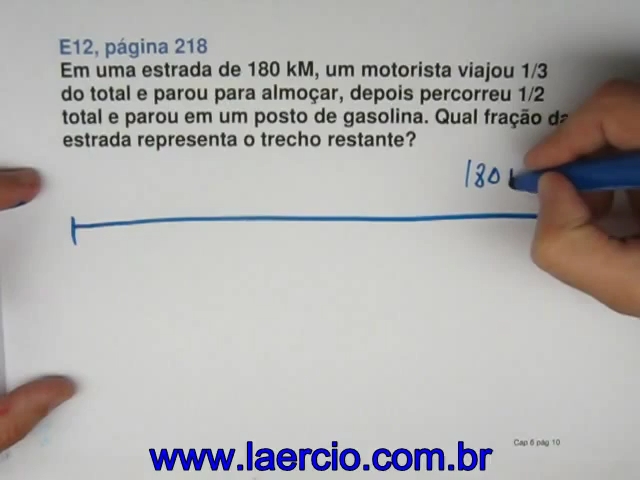 E12, página 218
Em uma estrada de 180 kM, um motorista viajou 1/3
do total e parou para almoçar, depois percorreu 1/2
total e parou em um posto de gasolina. Qual fração da
estrada representa o trecho restante?
180
Cap 6 pág 10
www.laercio.com.br